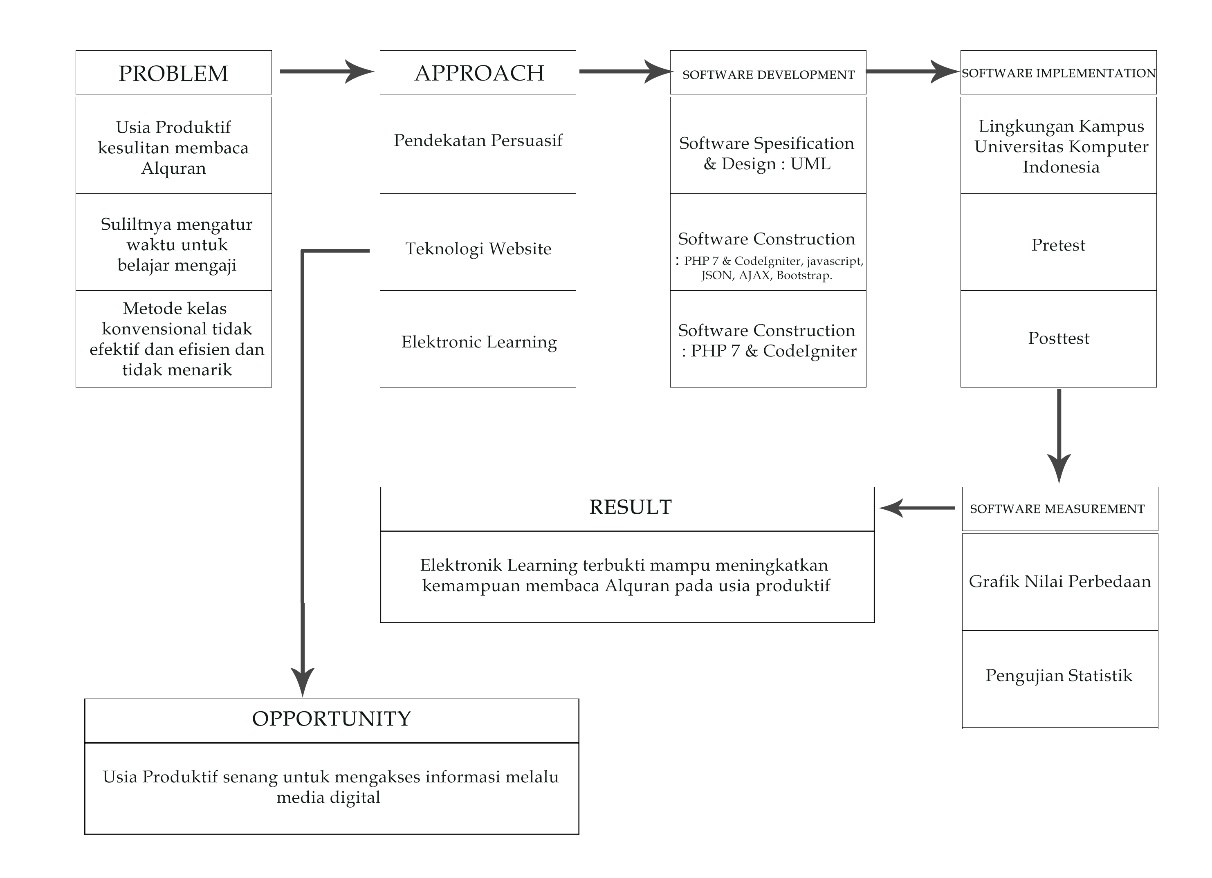 PROBLEM
Usia Produktif
kesulitan membaca
Alquran
Suliltnya mengatur
waktu untuk
belajar mengaji
Metode kelas
konvensional tidak
efektif dan efisien dan
tidak menarik
APPROACH
Pendekatan Persuasif
Teknologi Website
Elektronic Learning
SOFTWARE DEVELOPMENT
Software Spesification
& Design : UML
Software Construction
: PHP 7 & CodeIgniter, javascript,
JSON, AJAX, Bootstrap.
Software Construction
: PHP 7 & CodeIgniter
SOFTWARE IMPLEMENTATION
Lingkungan Kampus
Universitas Komputer
Indonesia
Pretest
Posttest
SOFTWARE MEASUREMENT
Grafik Nilai Perbedaan
Pengujian Statistik
RESULT
Elektronik Learning terbukti mampu meningkatkan
kemampuan membaca Alquran pada usia produktif
OPPORTUNITY
Usia Produktif senang untuk mengakses informasi melalu
media digital